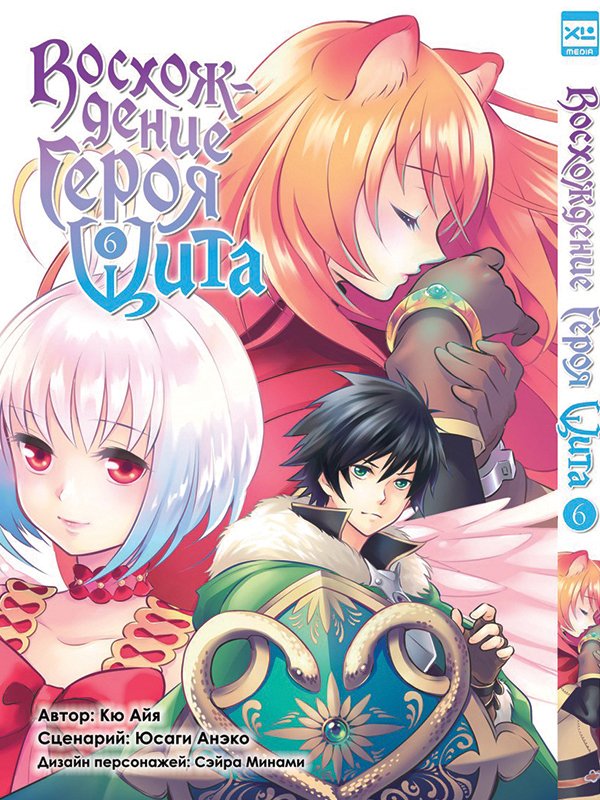 Восхож-
дение
Героя
Щита
6
Автор: Кю Айя
Сценарий: Юсаги Анэко
Дизайн персонажей: Сэйра Минами
XL
MEDIA
Восхождение Героя Щита 6